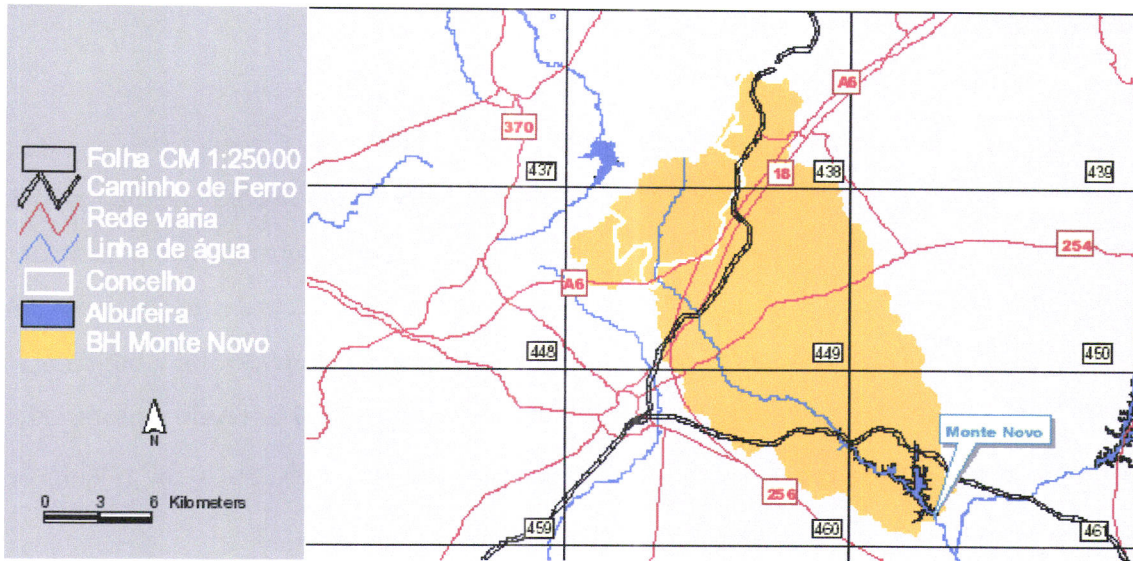 Folha CM 1:25000
Caminho de Ferro
Rede viária
Linha de água
Concelho
Albufeira
BH Monte Novo
N
0 3 6 Kilometers
A6
370
437
18
438
439
254
A6
448
449
450
Monte Novo
256
459
460
461